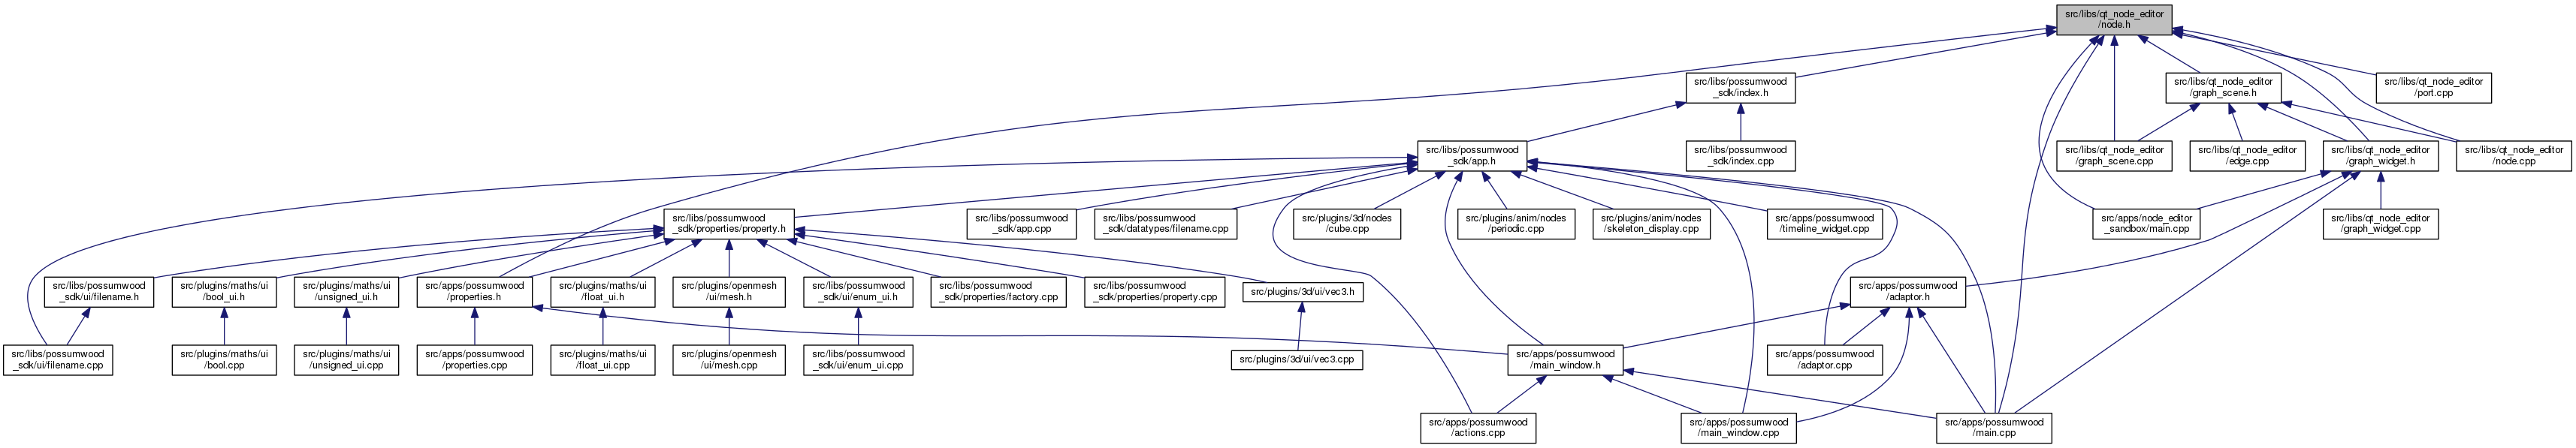 src/libs/qt_node_editor
/node.h
src/libs/possumwood
_sdk/index.h
src/libs/qt_node_editor
/graph_scene.h
src/libs/qt_node_editor
/port.cpp
src/libs/possumwood
_sdk/app.h
src/libs/possumwood
_sdk/index.cpp
src/libs/qt_node_editor
/graph_scene.cpp
src/libs/qt_node_editor
/edge.cpp
src/libs/qt_node_editor
/graph_widget.h
src/libs/qt_node_editor
/node.cpp
src/libs/possumwood
_sdk/properties/property.h
src/libs/possumwood
_sdk/app.cpp
src/libs/possumwood
_sdk/datatypes/filename.cpp
src/plugins/3d/nodes
/cube.cpp
src/plugins/anim/nodes
/periodic.cpp
src/plugins/anim/nodes
/skeleton_display.cpp
src/apps/possumwood
/timeline_widget.cpp
src/apps/node_editor
_sandbox/main.cpp
src/libs/qt_node_editor
/graph_widget.cpp
src/libs/possumwood
_sdk/ui/filename.h
src/plugins/maths/ui
/bool_ui.h
src/plugins/maths/ui
/unsigned_ui.h
src/apps/possumwood
/properties.h
src/plugins/maths/ui
/float_ui.h
src/plugins/openmesh
/ui/mesh.h
src/libs/possumwood
_sdk/ui/enum_ui.h
src/libs/possumwood
_sdk/properties/factory.cpp
src/libs/possumwood
_sdk/properties/property.cpp
src/plugins/3d/ui/vec3.h
src/apps/possumwood
/adaptor.h
src/libs/possumwood
_sdk/ui/filename.cpp
src/plugins/maths/ui
/bool.cpp
src/plugins/maths/ui
/unsigned_ui.cpp
src/apps/possumwood
/properties.cpp
src/plugins/maths/ui
/float_ui.cpp
src/plugins/openmesh
/ui/mesh.cpp
src/libs/possumwood
_sdk/ui/enum_ui.cpp
src/plugins/3d/ui/vec3.cpp
src/apps/possumwood
/main_window.h
src/apps/possumwood
/adaptor.cpp
src/apps/possumwood
/actions.cpp
src/apps/possumwood
/main_window.cpp
src/apps/possumwood
/main.cpp